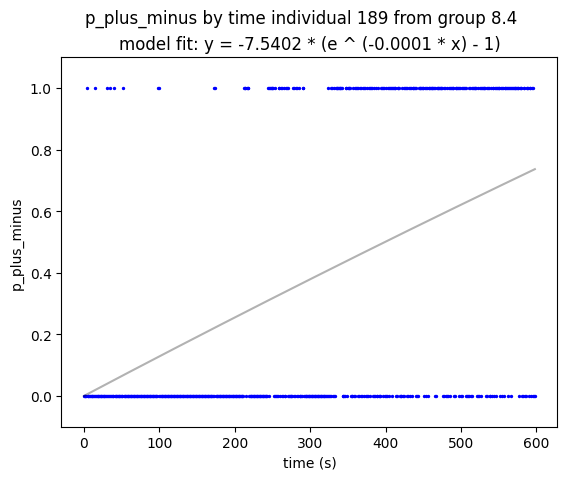 p_plus_minus by time individual 189 from group 8.4
model fit: y = -7.5402 * (e ^ (-0.0001 * x) - 1)
1.0
0.8
0.6
0.4
0.2
0.0
p_plus_minus
0 100 200 300 400 500 600
time (s)